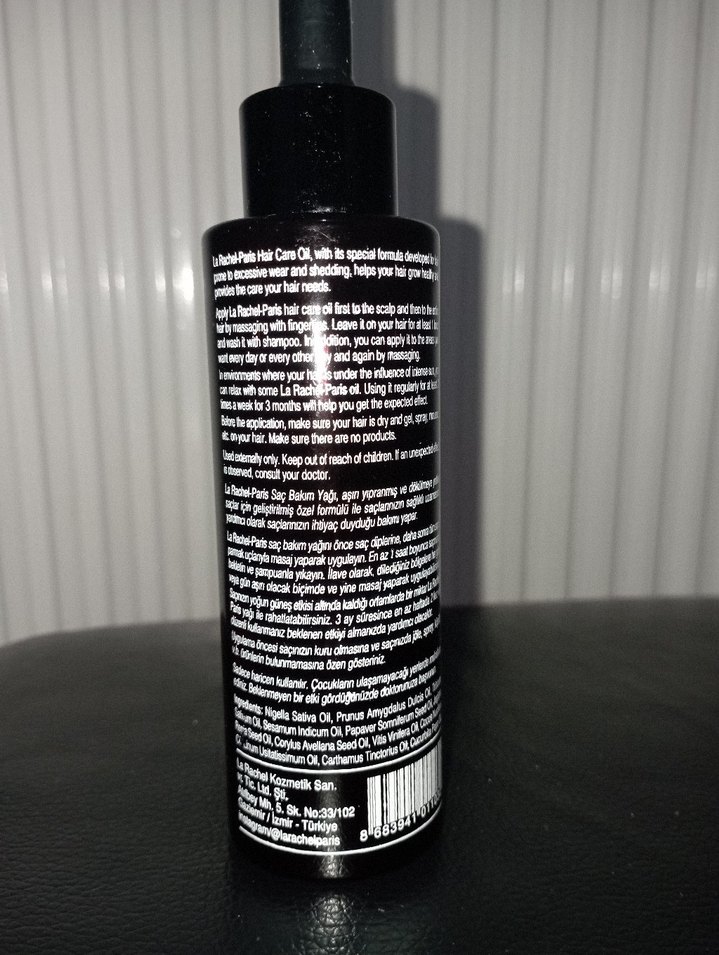 La Rachel-Paris Hair Care Oil, with its special formula developed
prone to excessive wear and shedding, helps your hair grow healthy
provides the care your hair needs.
Apply La Rachel-Paris hair care oil first to the scalp and then to the
hair by massaging with fingertips. Leave it on your hair for at least 1
and wash it with shampoo. In addition, you can apply it to the areas
want every day or every other day and again by massaging.
In environments where your hair is under the influence of intense sun,
can relax with some La Rachel-Paris oil. Using it regularly for at least
times a week for 3 months will help you get the expected effect.
Before the application, make sure your hair is dry and gel, spray,
etc. on your hair. Make sure there are no products.
Used externally only. Keep out of reach of children. If an unexpected
is observed, consult your doctor.
La Rachel-Paris Saç Bakım Yağı, aşırı yıpranmış ve dökülmeye
saçlar için geliştirilmiş özel formülü ile saçlarınızın sağlıklı uzaması
yardımcı olarak saçlarınızın ihtiyaç duyduğu bakımı yapar.
La Rachel-Paris saç bakım yağını önce saç diplerine, daha sonra
parmak uçlarıyla masaj yaparak uygulayın. En az 1 saat boyunca
bekletin ve şampuanla yıkayın. İlave olarak, dilediğiniz bölgelere
veya gün aşırı olacak biçimde ve yine masaj yaparak
Saçınızın yoğun güneş etkisi altında kaldığı ortamlarda bir miktar La
Paris yağı ile rahatlatabilirsiniz. 3 ay süresince en az haftada 2
düzenli kullanmanız beklenen etkiyi almanızda yardımcı olacaktır.
Uygulama öncesi saçınızın kuru olmasına ve saçınızda jöle, sprey,
v.b. ürünlerin bulunmamasına özen gösteriniz.
Sadece haricen kullanılır. Çocukların ulaşamayacağı yerlerde
ediniz. Beklenmeyen bir etki gördüğünüzde doktorunuza başvurunuz.
Ingredients: Nigella Sativa Oil, Prunus Amygdalus Dulcis Oil,
Oil, Sesamum Indicum Oil, Papaver Somniferum Seed Oil,
Seed Oil, Corylus Avellana Seed Oil, Vitis Vinifera Oil,
Usitatissimum Oil, Carthamus Tinctorius Oil, Cucurbita
La Rachel Kozmetik San.
ve Tic. Ltd. Şti.
Mh. 5. Sk. No:33/102
Gaziemir / İzmir - Türkiye
instagram/@larachelparis
8 683941 011